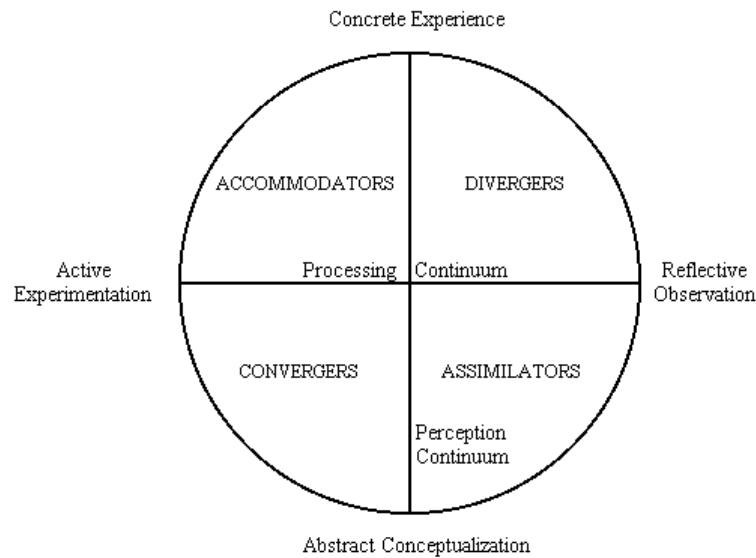 Concrete Experience
ACCOMMODATORS
DIVERGERS
Active
Experimentation
Processing Continuum
Reflective
Observation
CONVERGERS
ASSIMILATORS
Perception
Continuum
Abstract Conceptualization